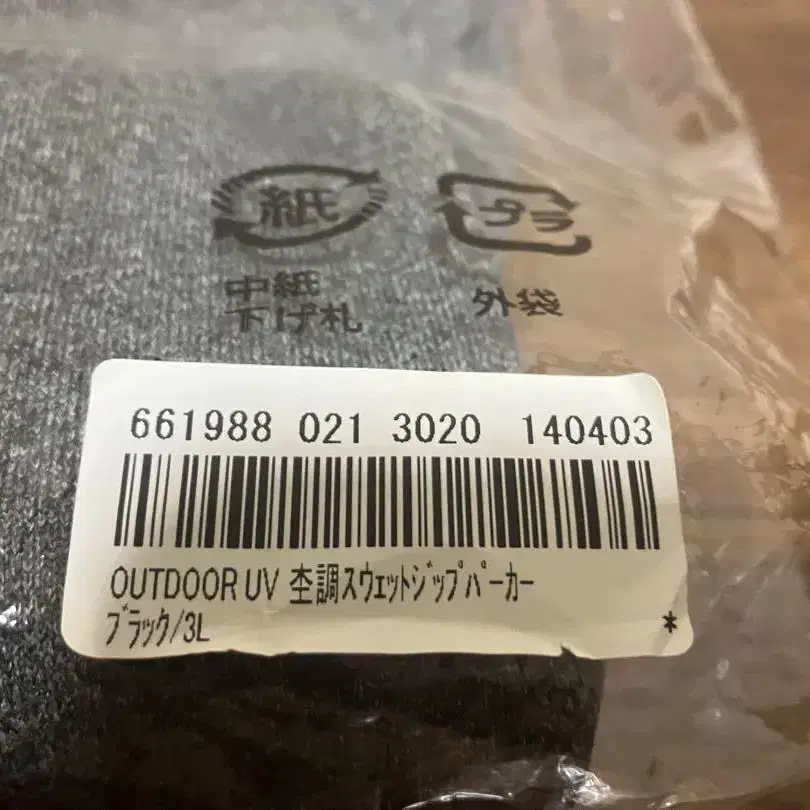 紙 プラ
中紙 外袋
下げ札
661988 021 3020 140403
OUTDOOR UV 杢調ｽｳｪｯﾄｼﾞｯﾌﾟﾊﾟｰｶｰ
ﾌﾞﾗｯｸ/3L *